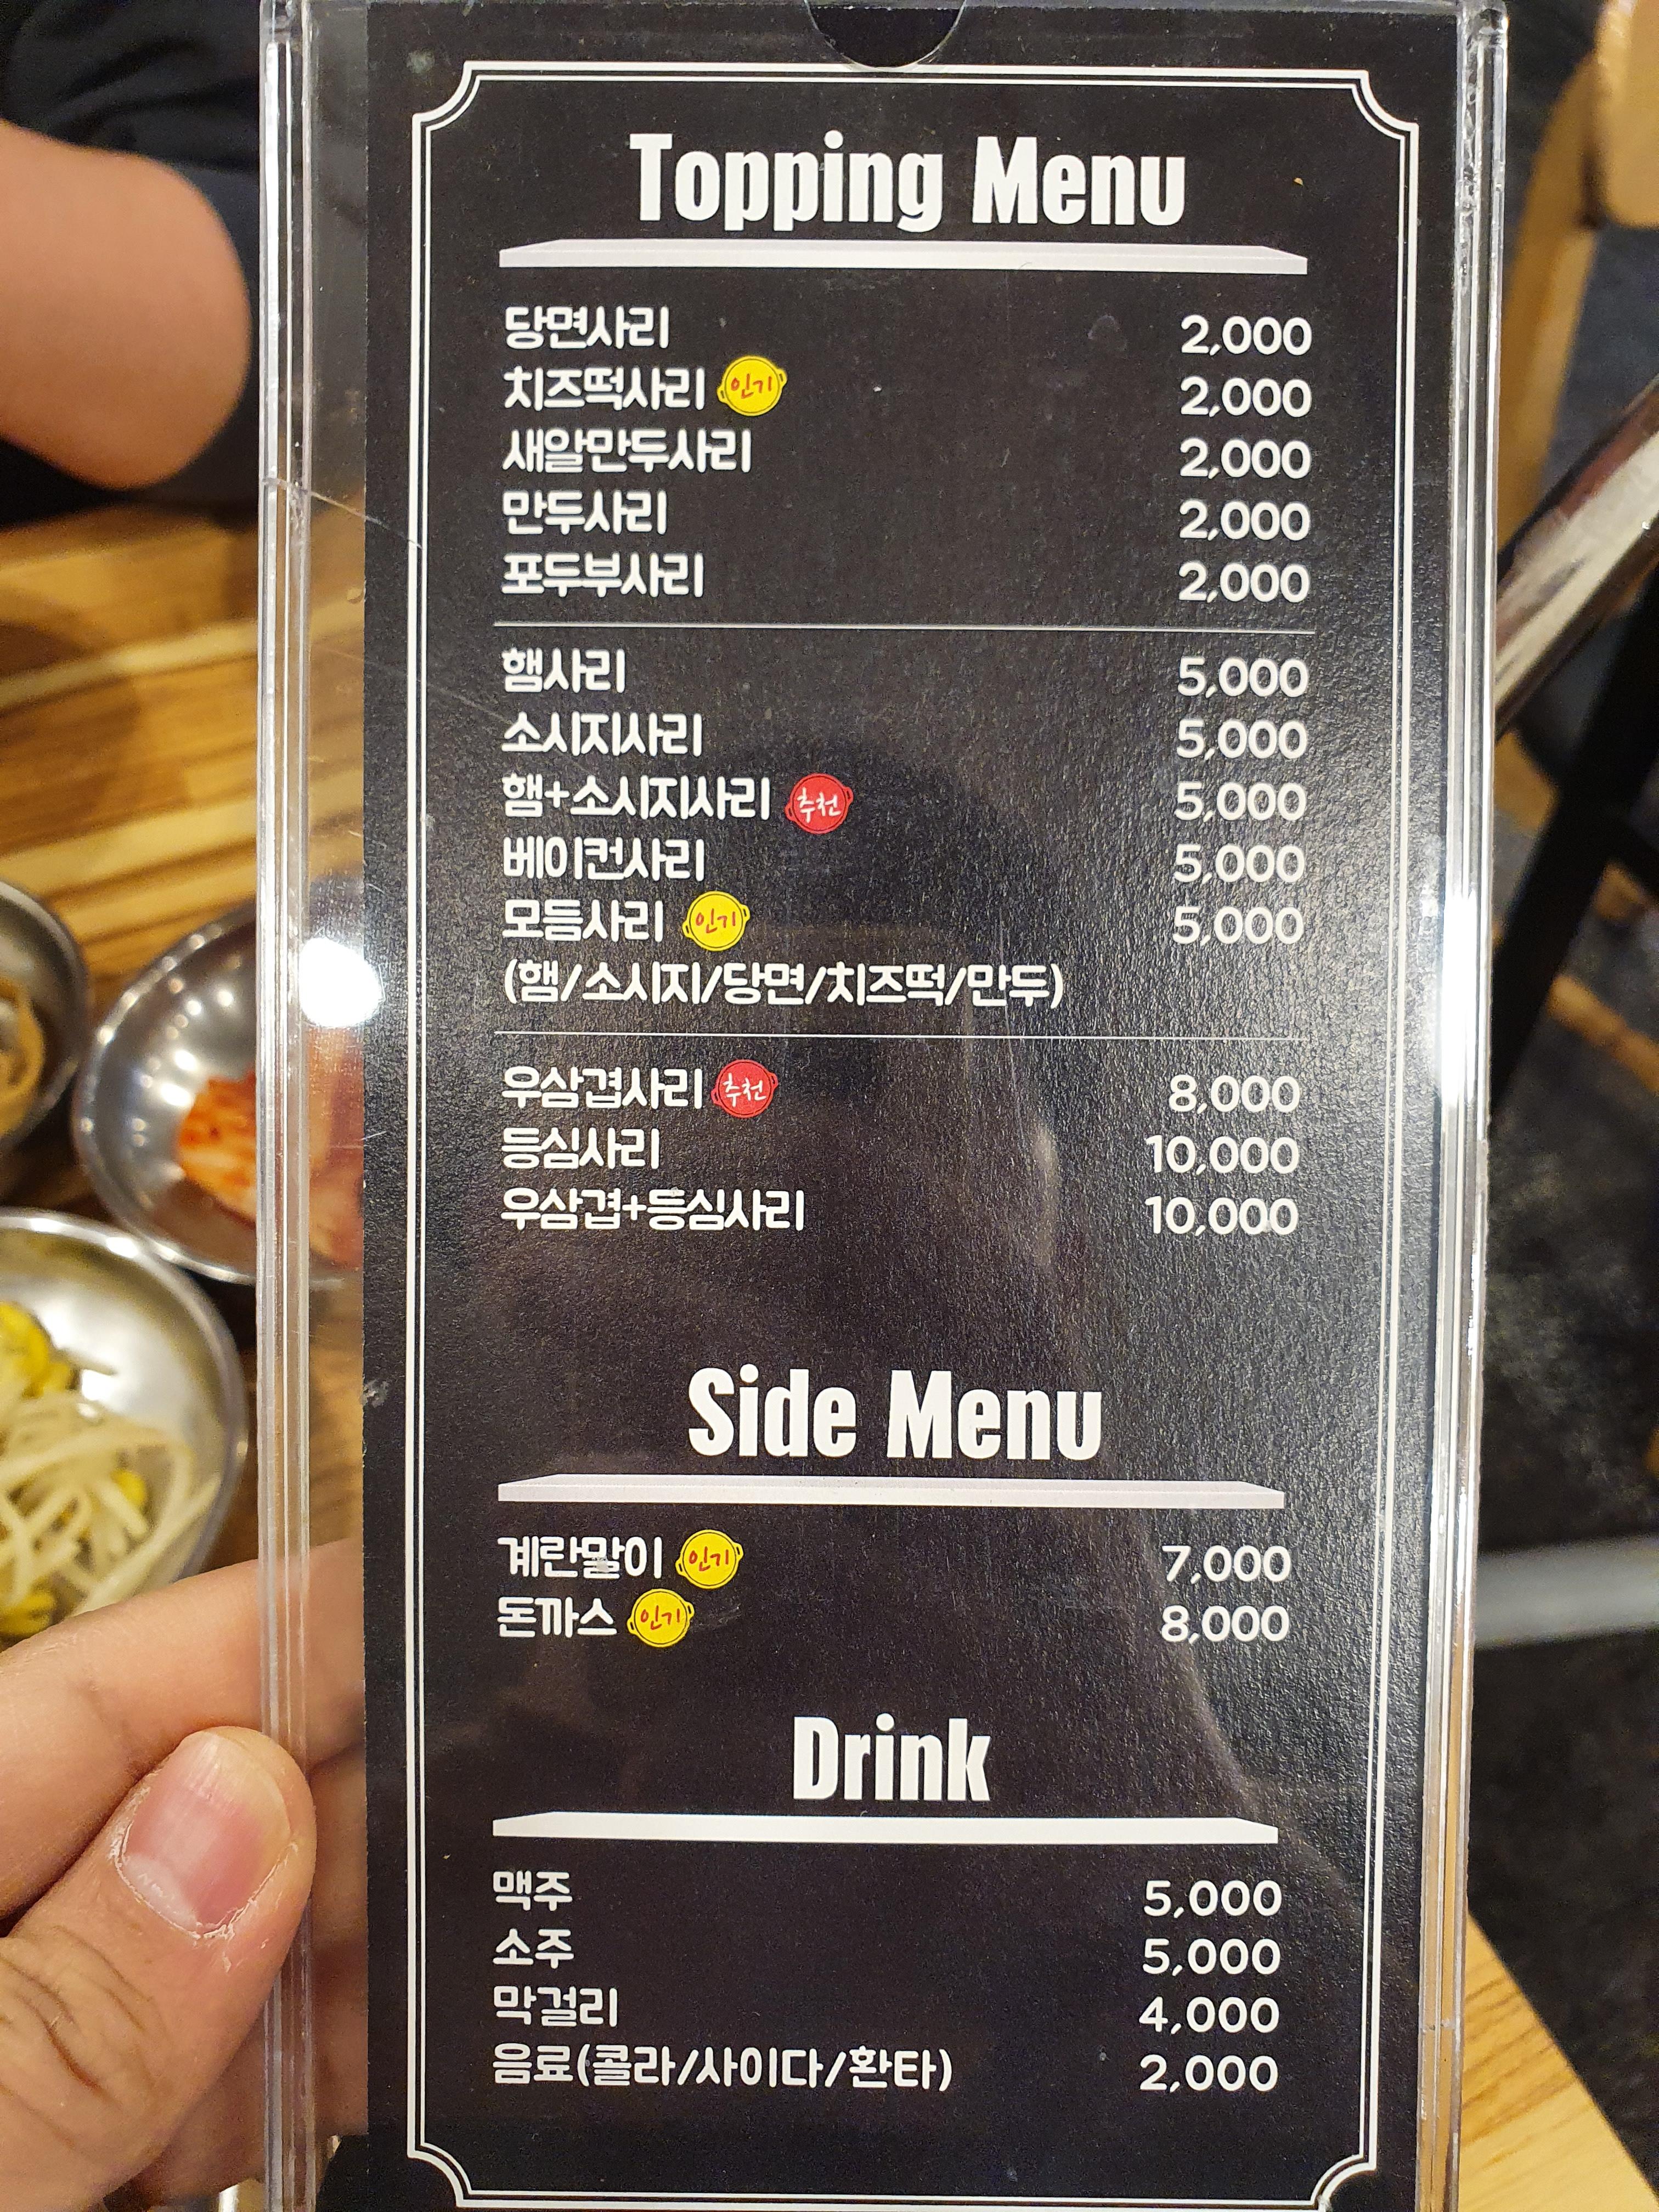 Topping Menu
당면사리 2,000
치즈떡사리 인기 2,000
새알만두사리 2,000
만두사리 2,000
포두부사리 2,000
햄사리 5,000
소시지사리 5,000
햄+소시지사리 추천 5,000
베이컨사리 5,000
모듬사리 인기 5,000
(햄/소시지/당면/치즈떡/만두)
우삼겹사리 추천 8,000
등심사리 10,000
우삼겹+등심사리 10,000
Side Menu
계란말이 인기 7,000
돈까스 인기 8,000
Drink
맥주 5,000
소주 5,000
막걸리 4,000
음료(콜라/사이다/환타) 2,000